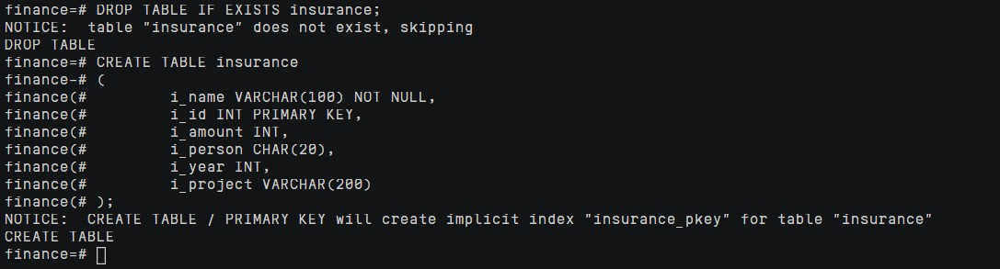 finance=# DROP TABLE IF EXISTS insurance;
NOTICE:  table "insurance" does not exist, skipping
DROP TABLE
finance=# CREATE TABLE insurance
finance-# (
finance(#         i_name VARCHAR(100) NOT NULL,
finance(#         i_id INT PRIMARY KEY,
finance(#         i_amount INT,
finance(#         i_person CHAR(20),
finance(#         i_year INT,
finance(#         i_project VARCHAR(200)
finance(# );
NOTICE:  CREATE TABLE / PRIMARY KEY will create implicit index "insurance_pkey" for table "insurance"
CREATE TABLE
finance=#